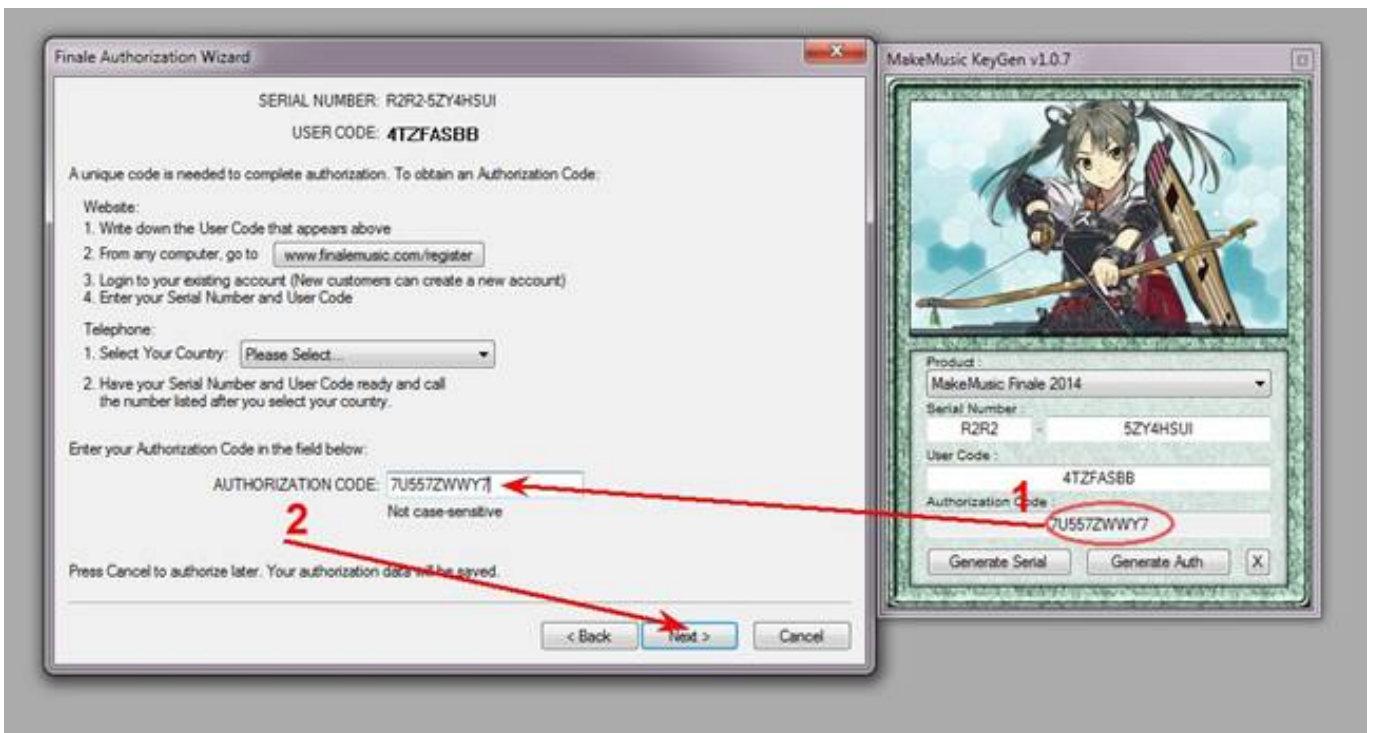 Finale Authorization Wizard
SERIAL NUMBER: R2R2-5ZY4HSUI
USER CODE: 4TZFASBB
A unique code is needed to complete authorization. To obtain an Authorization Code:
Website:
1. Write down the User Code that appears above
2. From any computer, go to www.finalemusic.com/register
3. Login to your existing account (New customers can create a new account)
4. Enter your Serial Number and User Code
Telephone:
1. Select Your Country: Please Select...
2. Have your Serial Number and User Code ready and call
the number listed after you select your country.
Enter your Authorization Code in the field below:
AUTHORIZATION CODE: 7U557ZWWY7
Not case-sensitive
2
Press Cancel to authorize later. Your authorization data will be saved.
< Back Next > Cancel
MakeMusic KeyGen v1.0.7
Product :
MakeMusic Finale 2014
Serial Number :
R2R2 - 5ZY4HSUI
User Code :
4TZFASBB
Authorization Code :
1
7U557ZWWY7
Generate Serial Generate Auth X